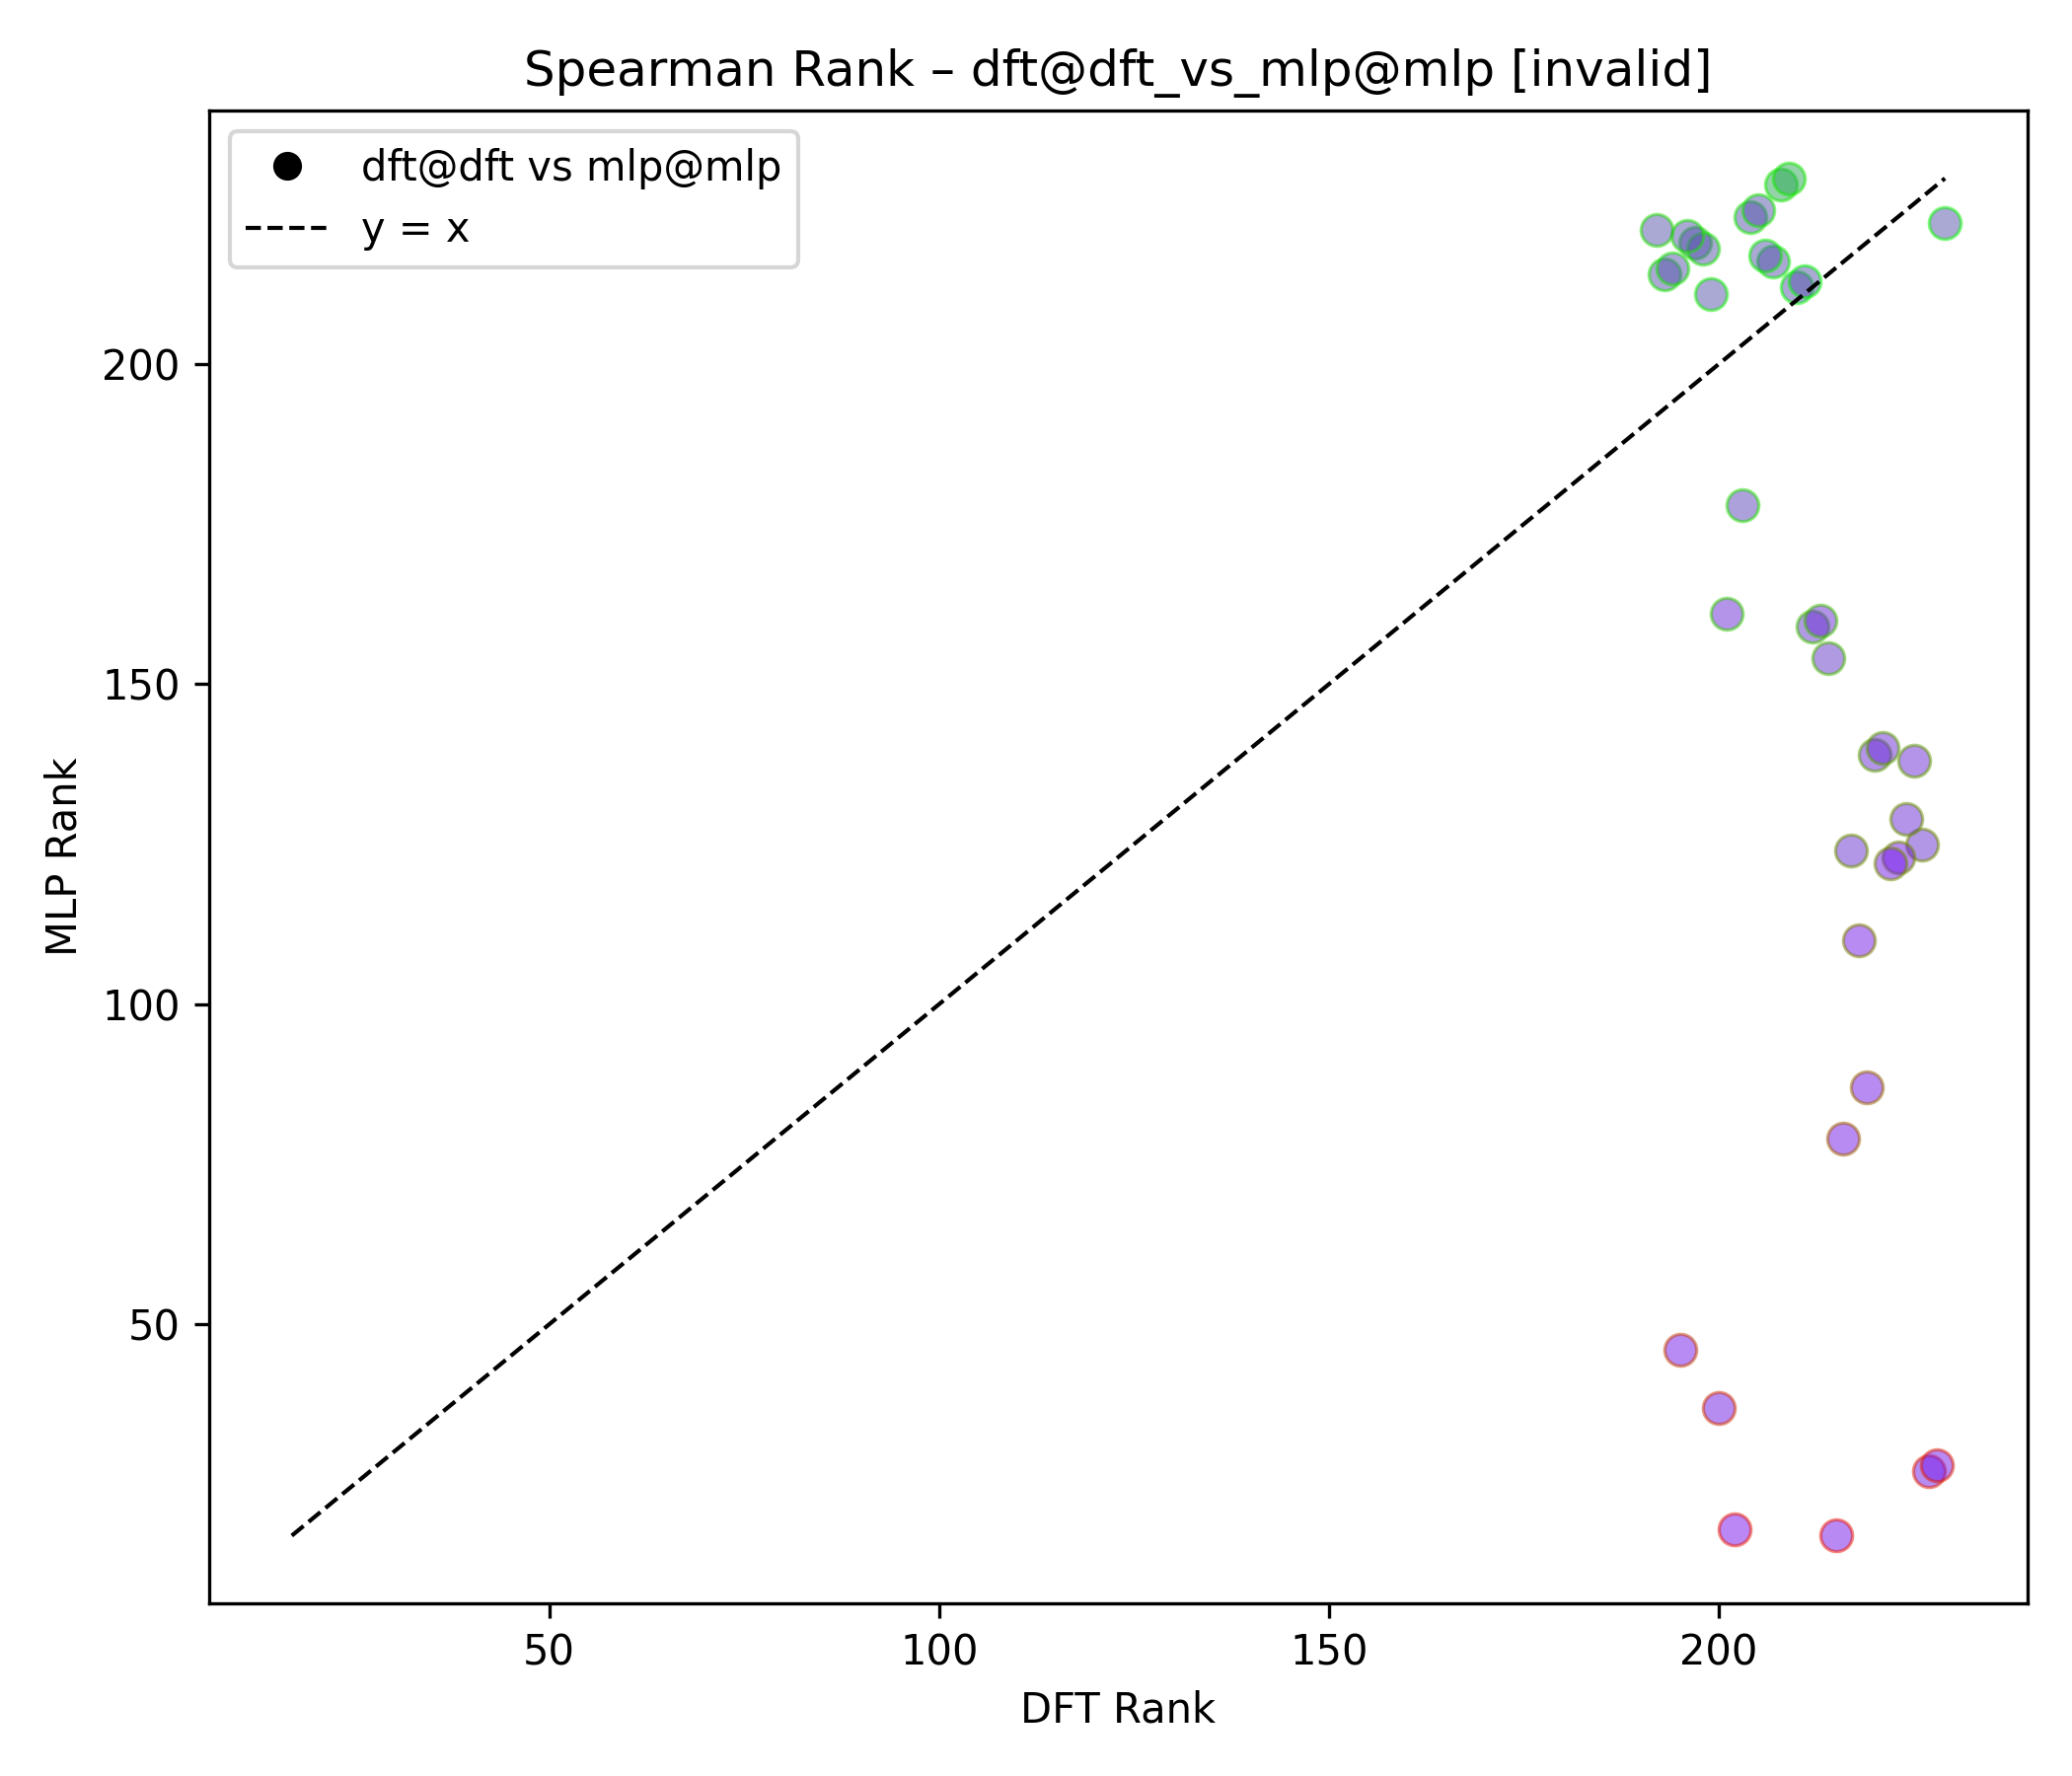 Spearman Rank – dft@dft_vs_mlp@mlp [invalid]
dft@dft vs mlp@mlp
y = x
200
150
100
50
MLP Rank
50
100
150
200
DFT Rank